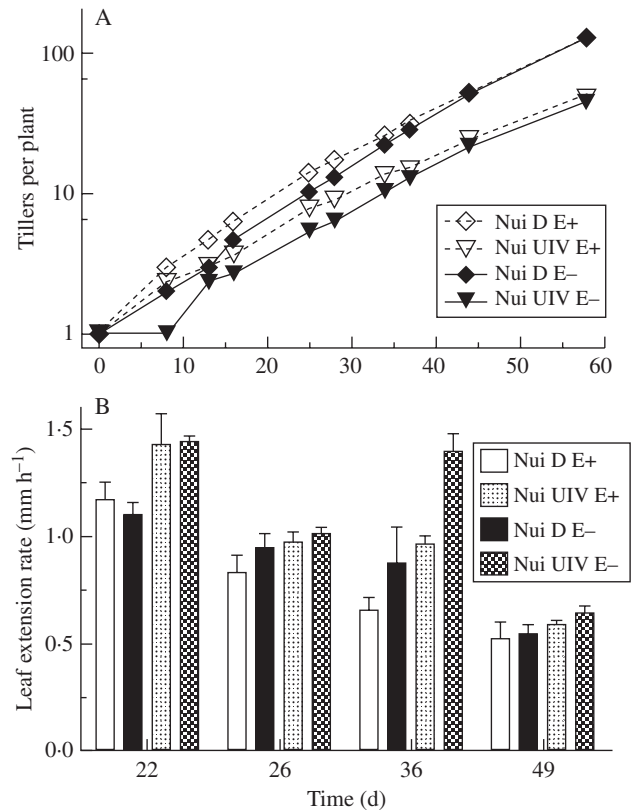 A
Tillers per plant
100
10
1
Nui D E+
Nui UIV E+
Nui D E–
Nui UIV E–
0 10 20 30 40 50 60
B
Leaf extension rate (mm h⁻¹)
1·5
1·0
0·5
0·0
Nui D E+
Nui UIV E+
Nui D E–
Nui UIV E–
22 26 36 49
Time (d)